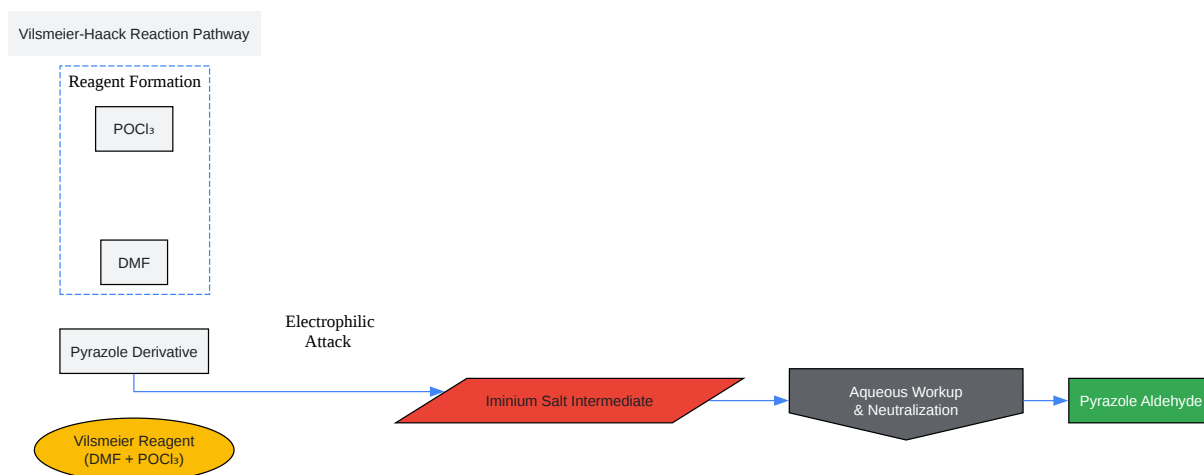 Vilsmeier-Haack Reaction Pathway
Reagent Formation
POCl₃
DMF
Electrophilic
Attack
Pyrazole Derivative
Iminium Salt Intermediate
Aqueous Workup
& Neutralization
Pyrazole Aldehyde
Vilsmeier Reagent
(DMF + POCl₃)